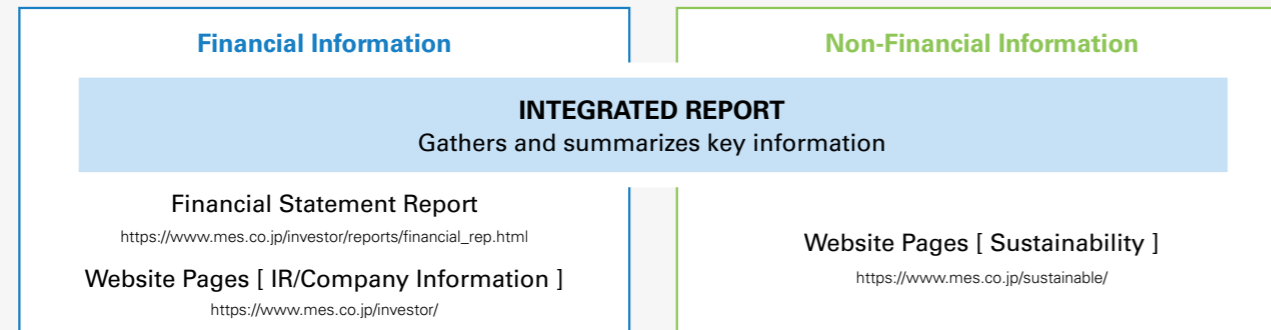 Financial Information
Non-Financial Information
INTEGRATED REPORT
Gathers and summarizes key information
Financial Statement Report
https://www.mes.co.jp/investor/reports/financial_rep.html
Website Pages [ IR/Company Information ]
https://www.mes.co.jp/investor/
Website Pages [ Sustainability ]
https://www.mes.co.jp/sustainable/